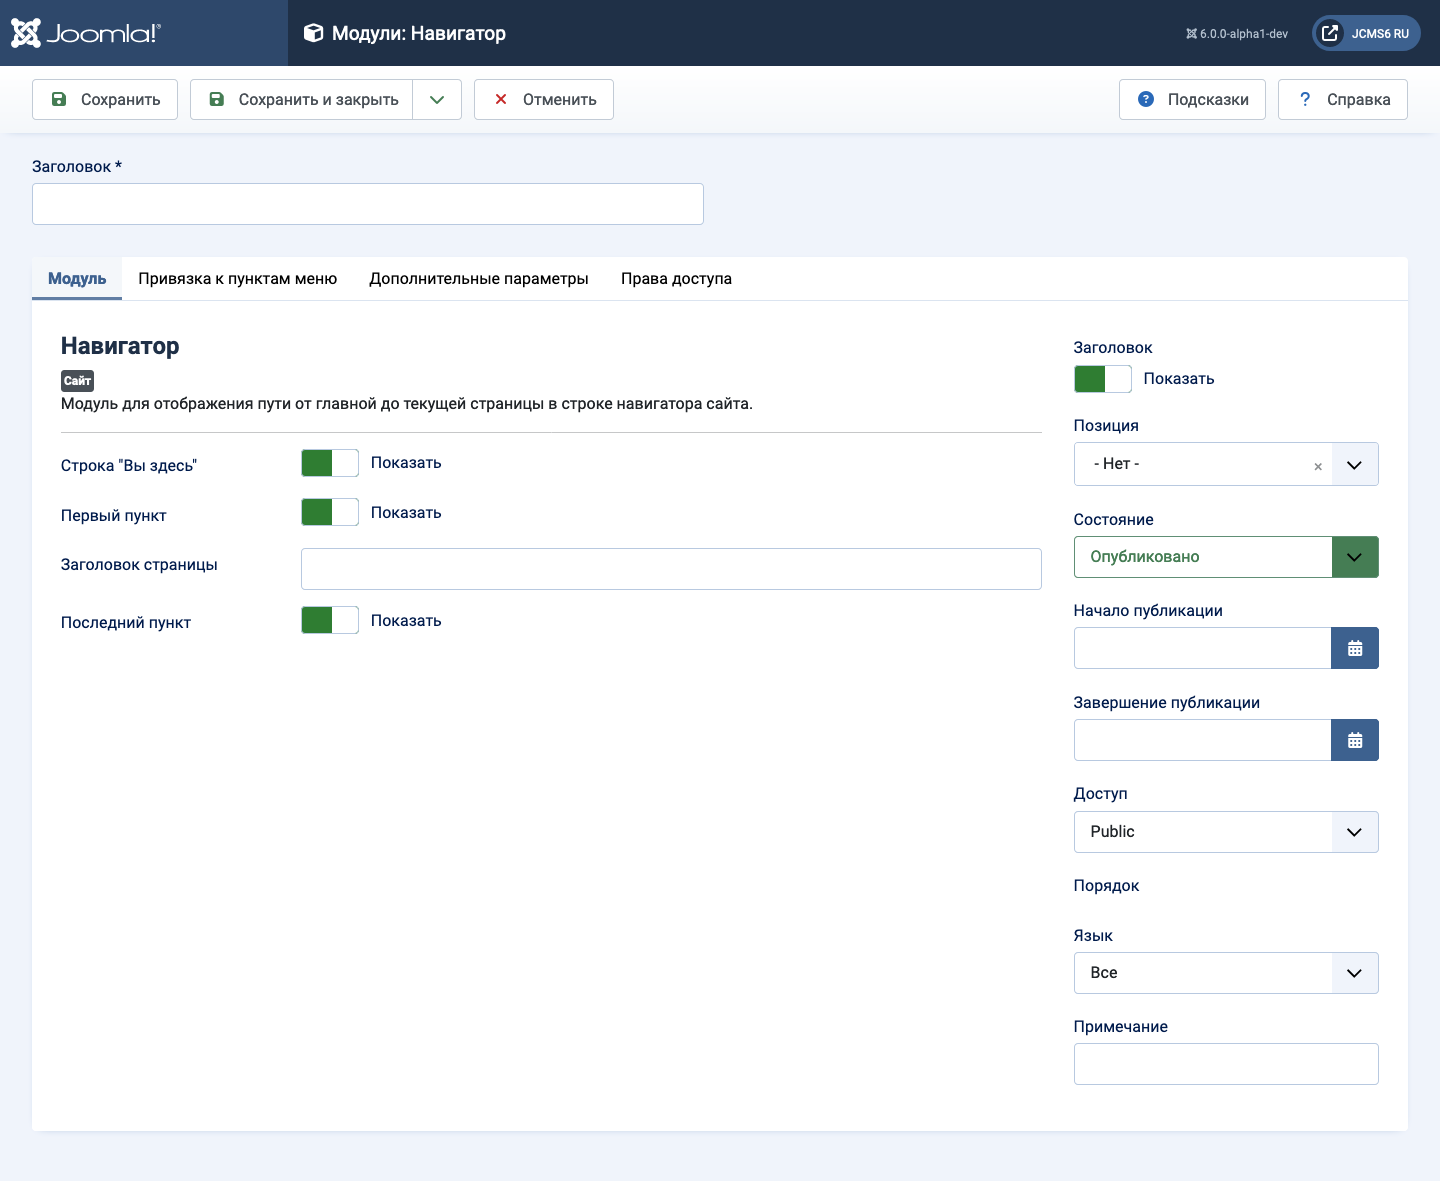 Joomla!®
Модули: Навигатор
6.0.0-alpha1-dev
JCMS6 RU
Сохранить
Сохранить и закрыть
Отменить
Подсказки
Справка
Заголовок *
Модуль
Привязка к пунктам меню
Дополнительные параметры
Права доступа
Навигатор
Сайт
Модуль для отображения пути от главной до текущей страницы в строке навигатора сайта.
Строка "Вы здесь"
Показать
Первый пункт
Показать
Заголовок страницы
Последний пункт
Показать
Заголовок
Показать
Позиция
- Нет -
Состояние
Опубликовано
Начало публикации
Завершение публикации
Доступ
Public
Порядок
Язык
Все
Примечание